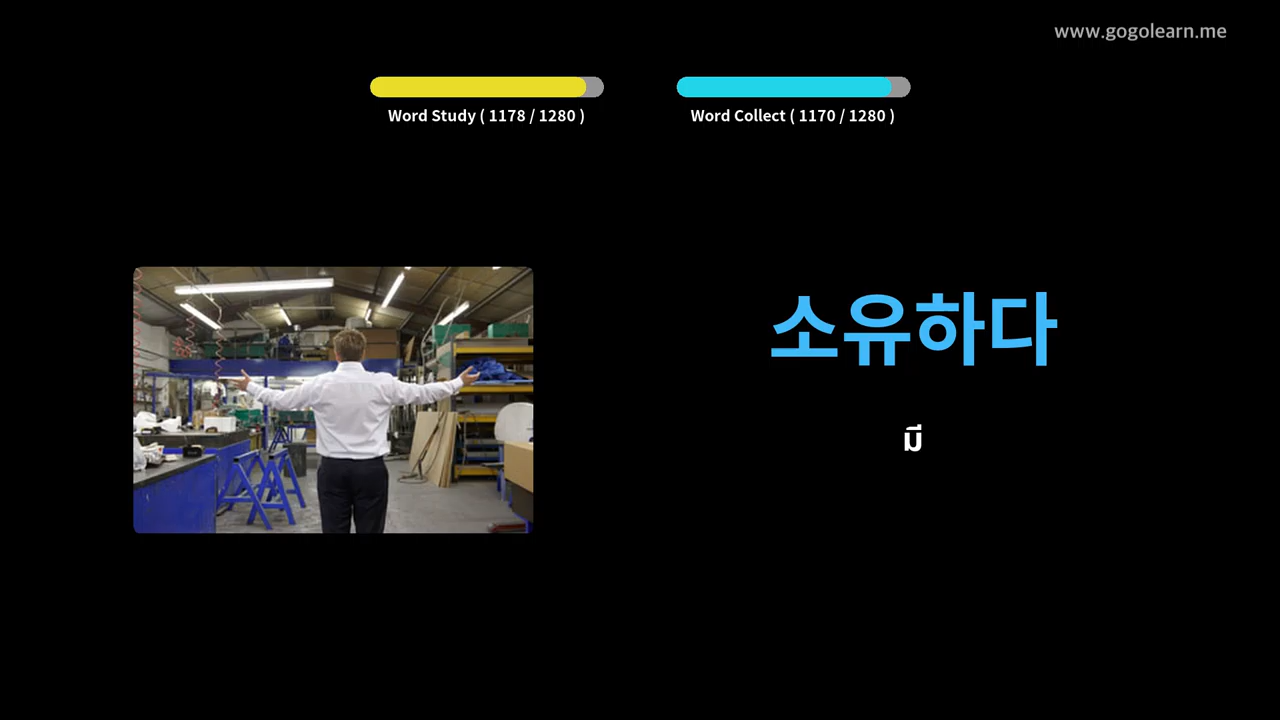 www.gogolearn.me
Word Study ( 1178 / 1280 )
Word Collect ( 1170 / 1280 )
소유하다
มี